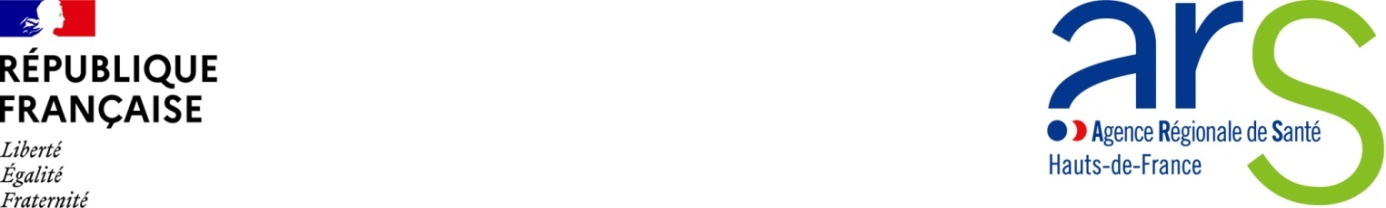 RÉPUBLIQUE
FRANÇAISE
Liberté
Égalité
Fraternité
ars
Agence Régionale de Santé
Hauts-de-France